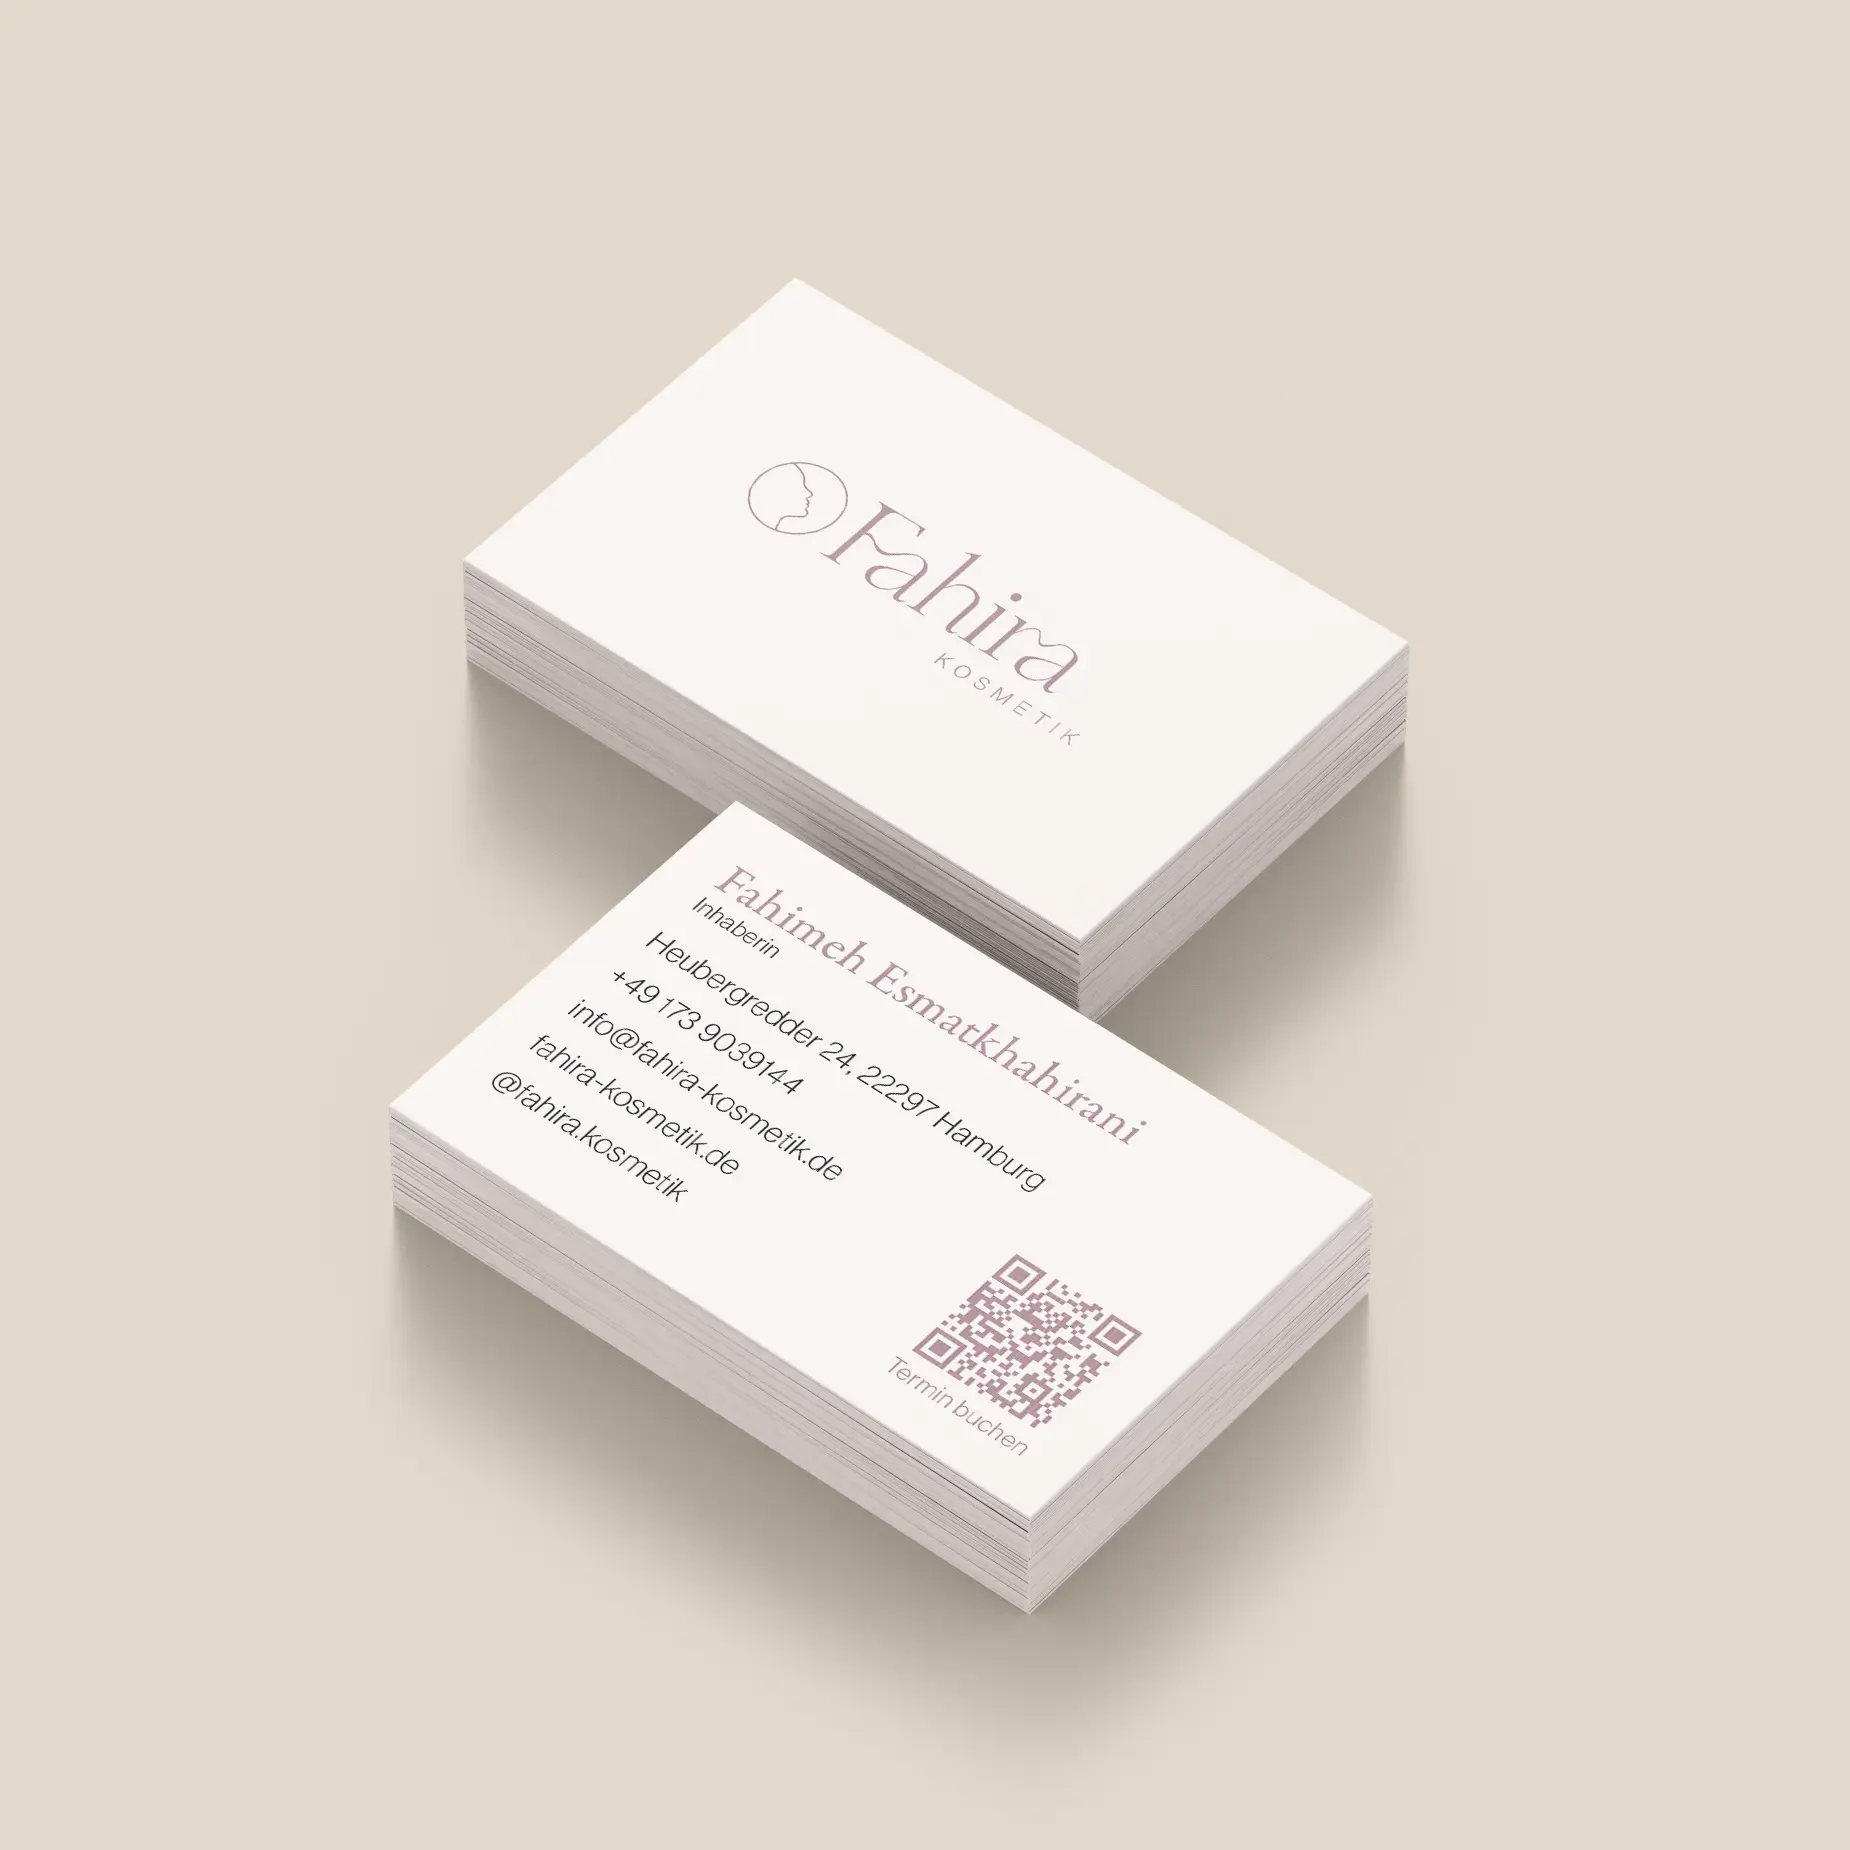 Fahira
KOSMETIK
Fahimeh Esmatkhahirani
Inhaberin
Heubergredder 24, 22297 Hamburg
+49 173 9039144
info@fahira-kosmetik.de
fahira-kosmetik.de
@fahira.kosmetik
Termin buchen